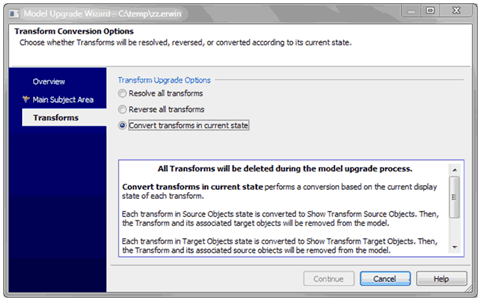 Model Upgrade Wizard - C:\temp\zz.erwin
Transform Conversion Options
Choose whether Transforms will be resolved, reversed, or converted according to its current state.
Overview
Main Subject Area
Transforms
Transform Upgrade Options
Resolve all transforms
Reverse all transforms
Convert transforms in current state
All Transforms will be deleted during the model upgrade process.
Convert transforms in current state performs a conversion based on the current display
state of each transform.
Each transform in Source Objects state is converted to Show Transform Source Objects. Then,
the Transform and its associated target objects will be removed from the model.
Each transform in Target Objects state is converted to Show Transform Target Objects. Then,
the Transform and its associated source objects will be removed from the model.
Continue
Cancel
Help